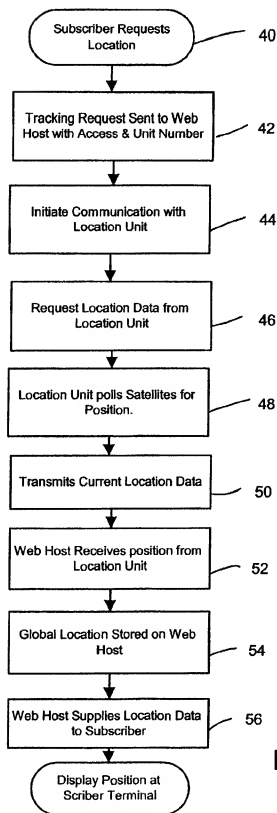 Subscriber Requests
Location
40
Tracking Request Sent to Web
Host with Access & Unit Number
42
Initiate Communication with
Location Unit
44
Request Location Data from
Location Unit
46
Location Unit polls Satellites for
Position.
48
Transmits Current Location Data
50
Web Host Receives position from
Location Unit
52
Global Location Stored on Web
Host
54
Web Host Supplies Location Data
to Subscriber
56
Display Position at
Scriber Terminal